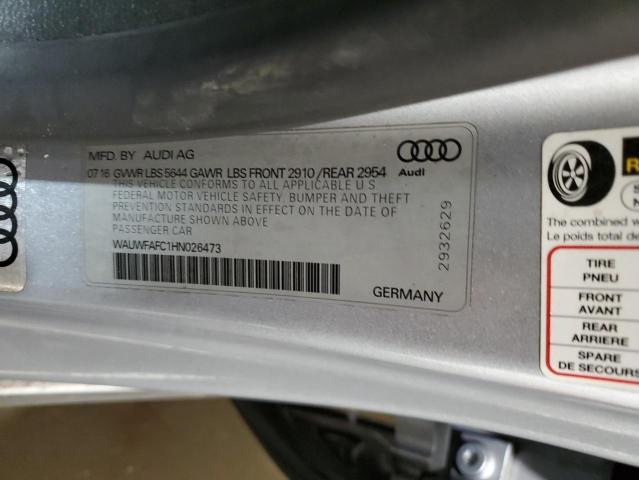 MFD. BY AUDI AG
07 16 GVWR LBS 5644 GAWR LBS FRONT 2910 /REAR 2954
Audi
THIS VEHICLE CONFORMS TO ALL APPLICABLE U S
FEDERAL MOTOR VEHICLE SAFETY, BUMPER AND THEFT
PREVENTION STANDARDS IN EFFECT ON THE DATE OF
MANUFACTURE SHOWN ABOVE
PASSENGER CAR
WAUWFAFC1HN026473
2932629
GERMANY
The combined w
Le poids total de
TIRE
PNEU
FRONT
AVANT
REAR
ARRIERE
SPARE
DE SECOURS